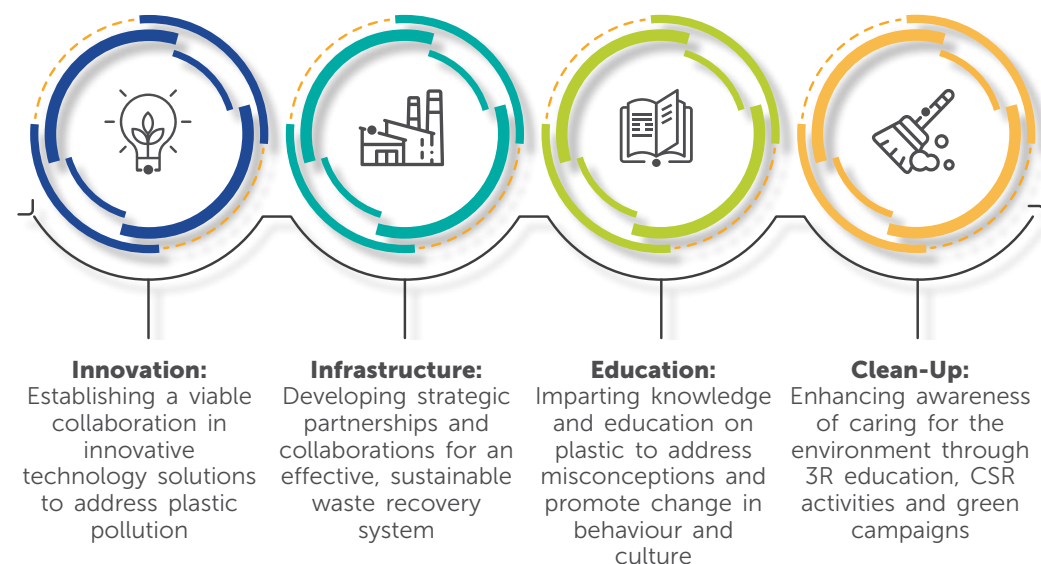 Innovation:
Establishing a viable
collaboration in
innovative
technology solutions
to address plastic
pollution
Infrastructure:
Developing strategic
partnerships and
collaborations for an
effective, sustainable
waste recovery
system
Education:
Imparting knowledge
and education on
plastic to address
misconceptions and
promote change in
behaviour and
culture
Clean-Up:
Enhancing awareness
of caring for the
environment through
3R education, CSR
activities and green
campaigns